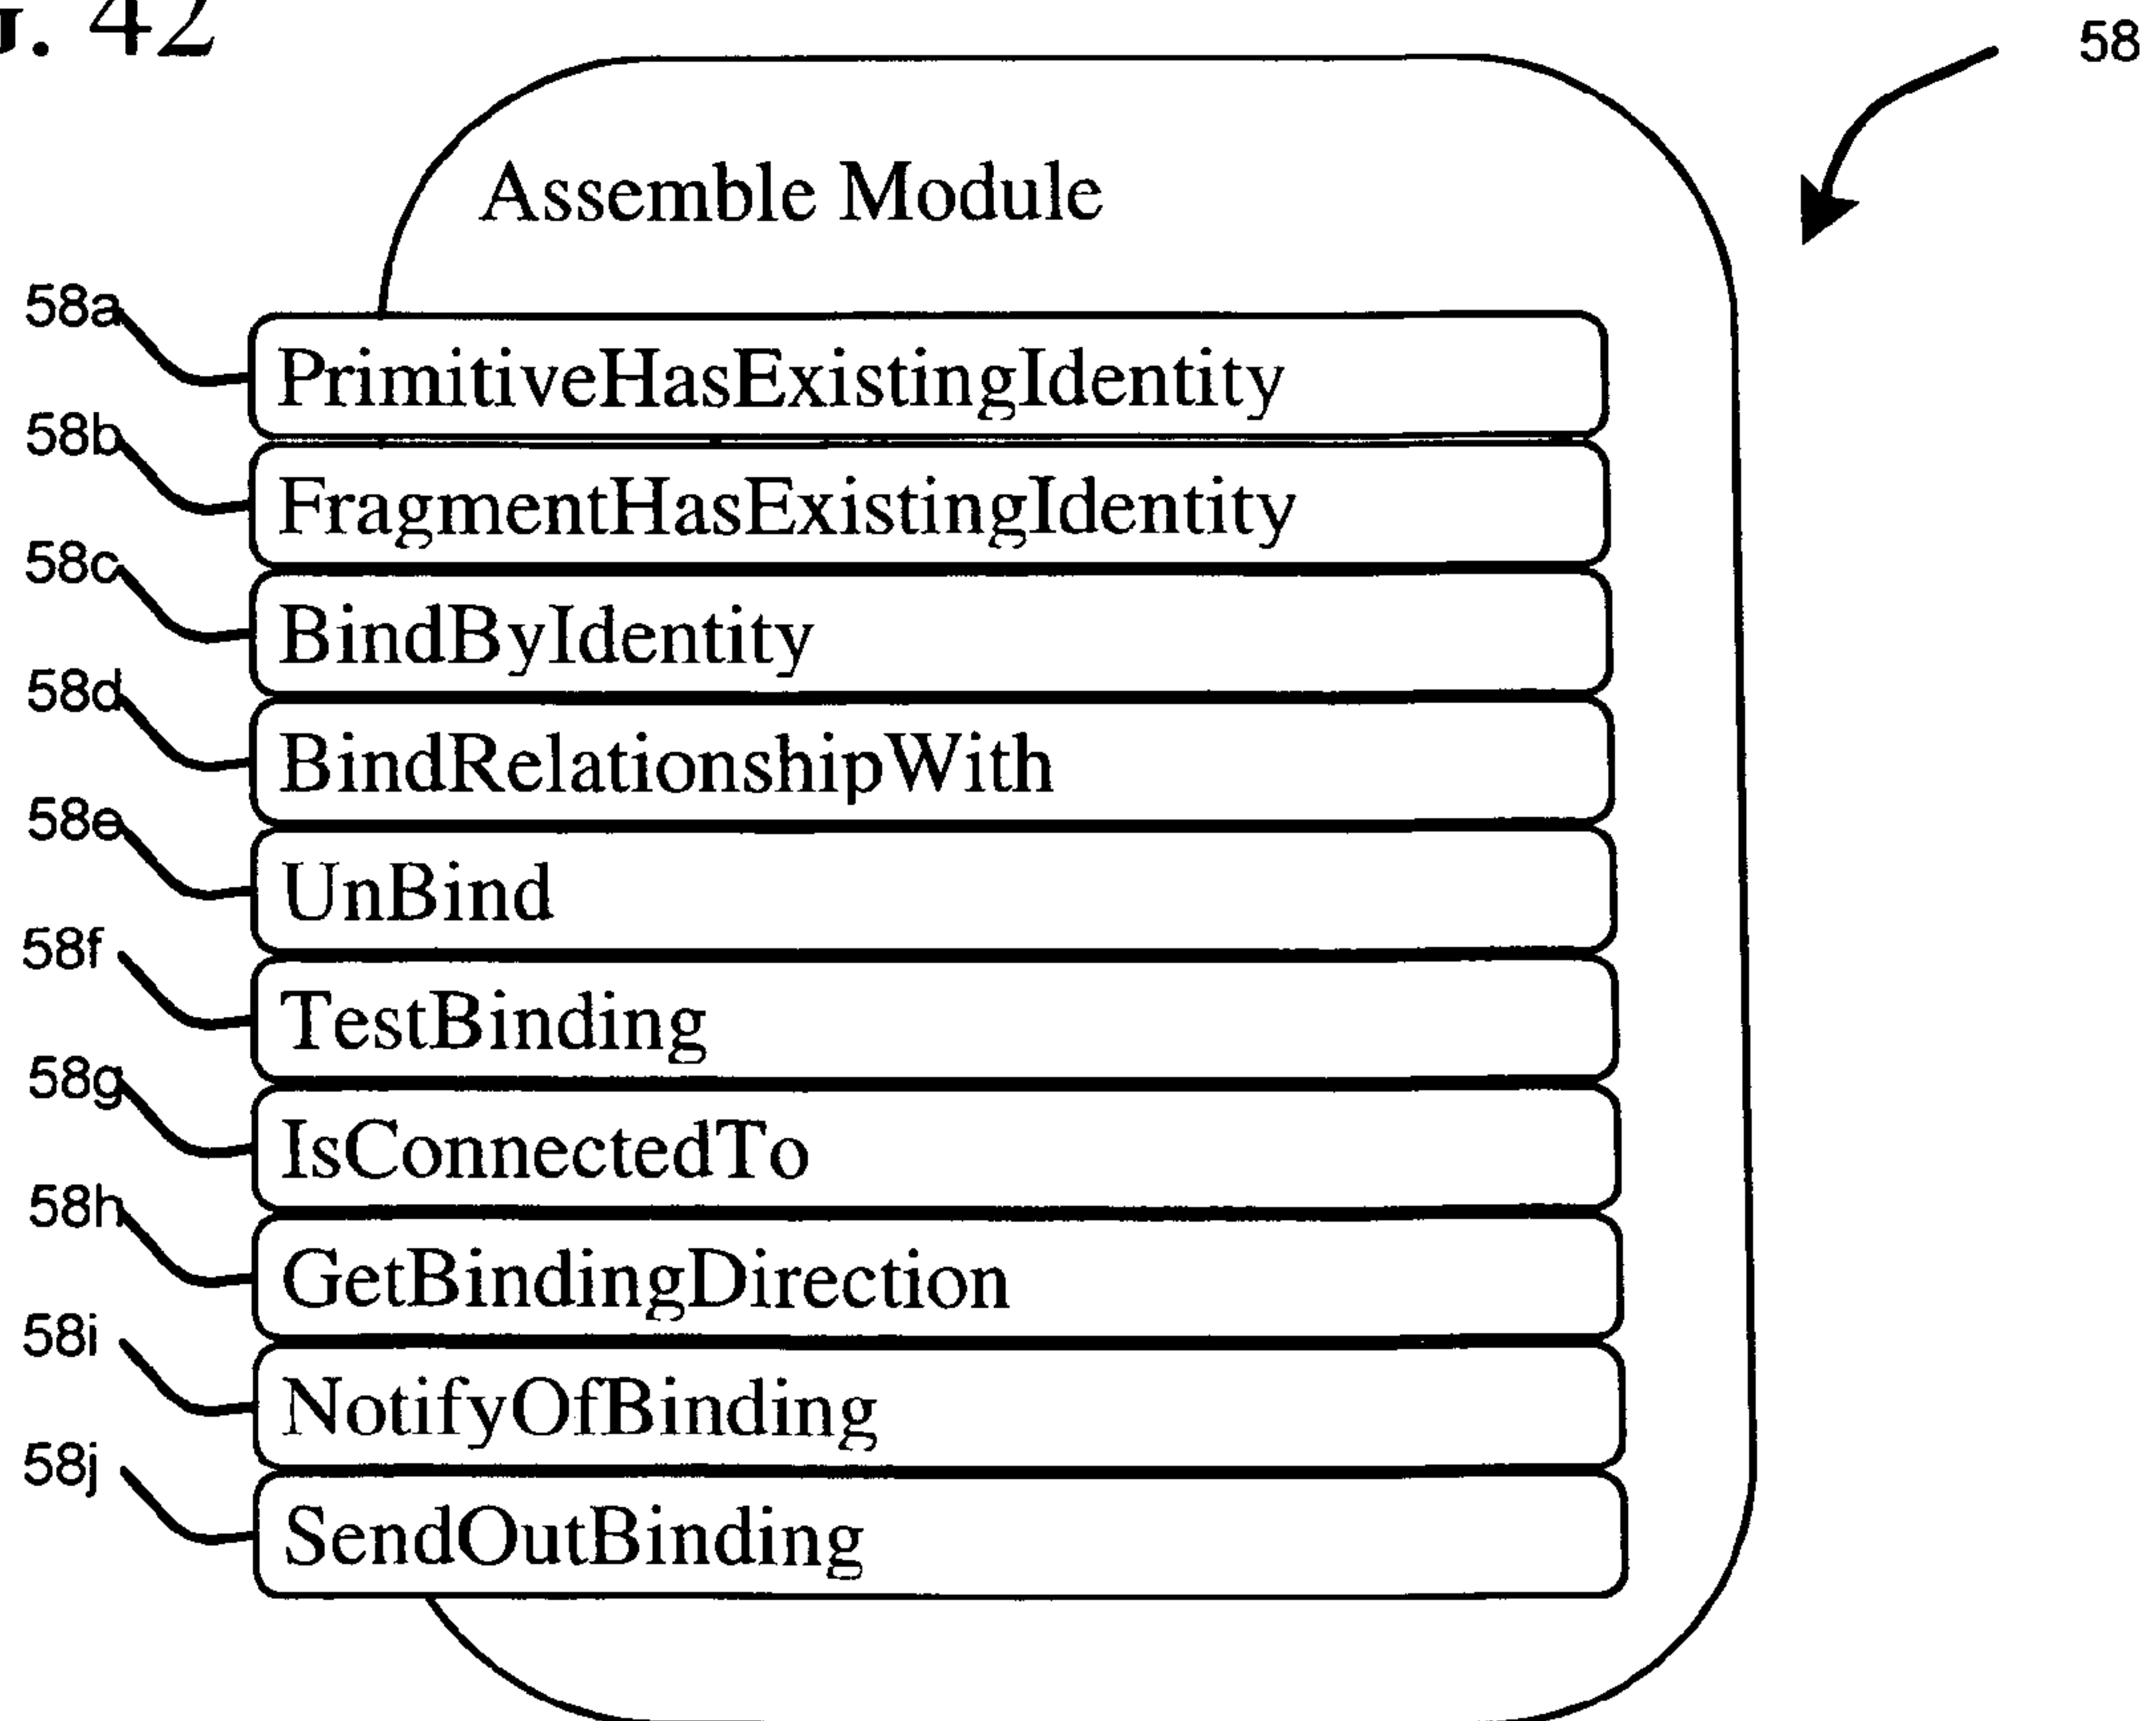 . 42
58
Assemble Module
58a
PrimitiveHasExistingIdentity
58b
FragmentHasExistingIdentity
58c
BindByIdentity
58d
BindRelationshipWith
58e
UnBind
58f
TestBinding
58g
IsConnectedTo
58h
GetBindingDirection
58i
NotifyOfBinding
58j
SendOutBinding